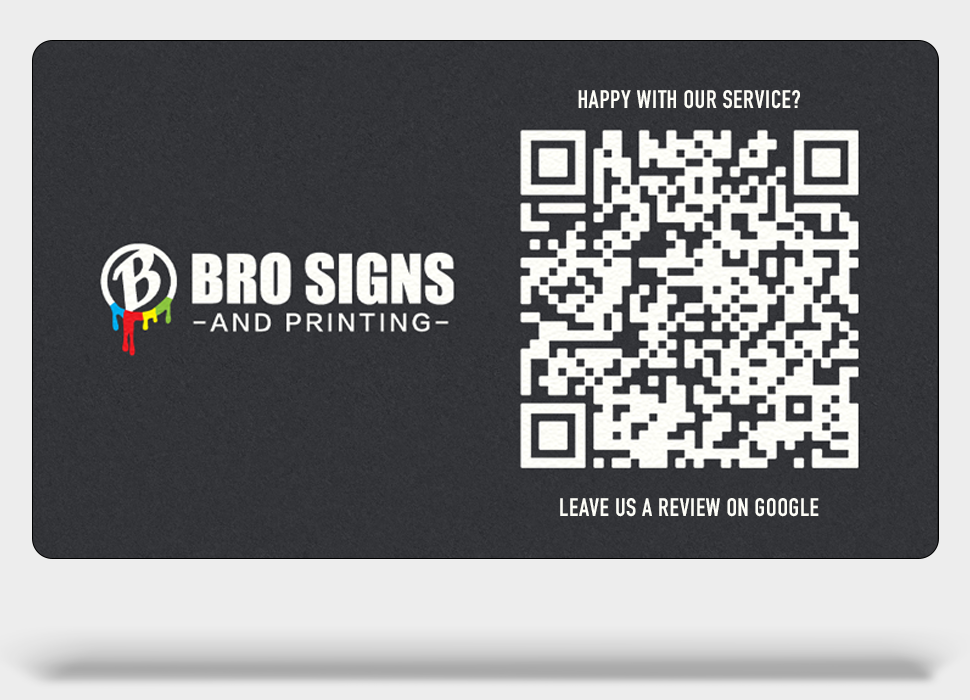 HAPPY WITH OUR SERVICE?
B
BRO SIGNS
-AND PRINTING-
LEAVE US A REVIEW ON GOOGLE